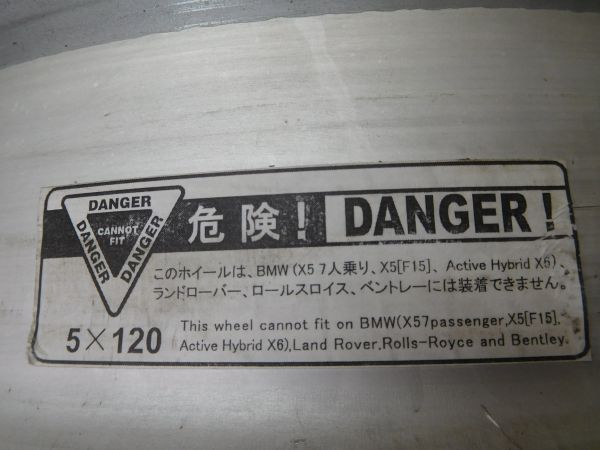 DANGER
DANGER
DANGER
CANNOT
FIT
危険! DANGER!
このホイールは、BMW(X5 7人乗り、X5[F15]、Active Hybrid X6)、
ランドローバー、ロールスロイス、ベントレーには装着できません。
5×120
This wheel cannot fit on BMW(X57passenger,X5[F15],
Active Hybrid X6),Land Rover,Rolls-Royce and Bentley.